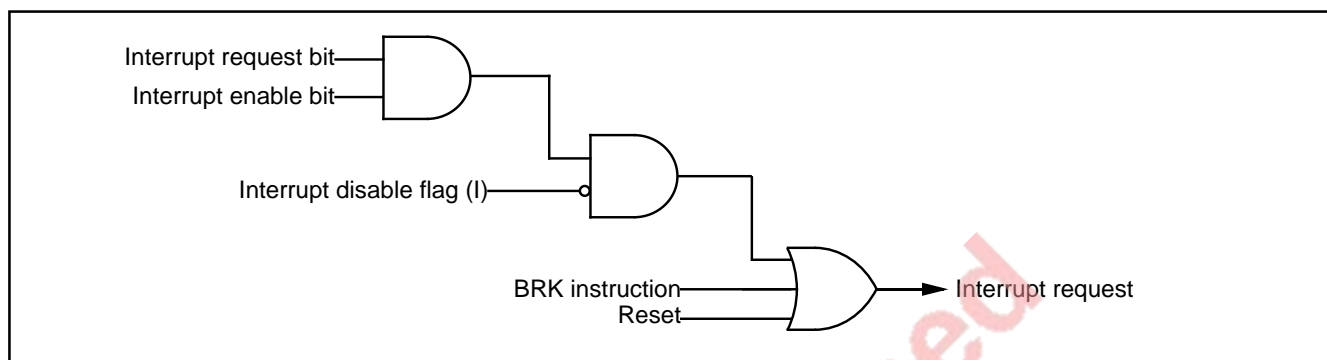 Interrupt request bit
Interrupt enable bit
Interrupt disable flag (I)
BRK instruction
Reset
Interrupt request